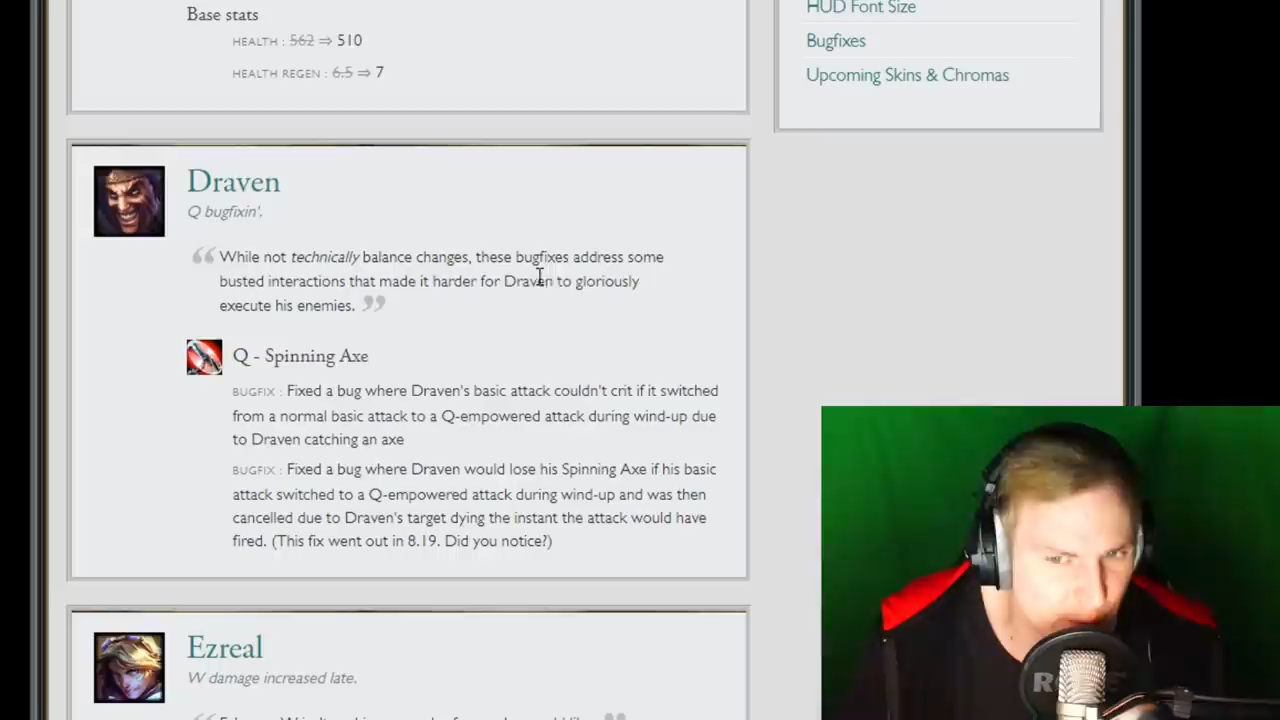 Base stats
HEALTH : 562 ⇒ 510
HEALTH REGEN : 6.5 ⇒ 7
HUD Font Size
Bugfixes
Upcoming Skins & Chromas
Draven
Q bugfixin'.
“ While not technically balance changes, these bugfixes address some
busted interactions that made it harder for Draven to gloriously
execute his enemies. ”
Q - Spinning Axe
BUGFIX : Fixed a bug where Draven's basic attack couldn't crit if it switched
from a normal basic attack to a Q-empowered attack during wind-up due
to Draven catching an axe
BUGFIX : Fixed a bug where Draven would lose his Spinning Axe if his basic
attack switched to a Q-empowered attack during wind-up and was then
cancelled due to Draven's target dying the instant the attack would have
fired. (This fix went out in 8.19. Did you notice?)
Ezreal
W damage increased late.